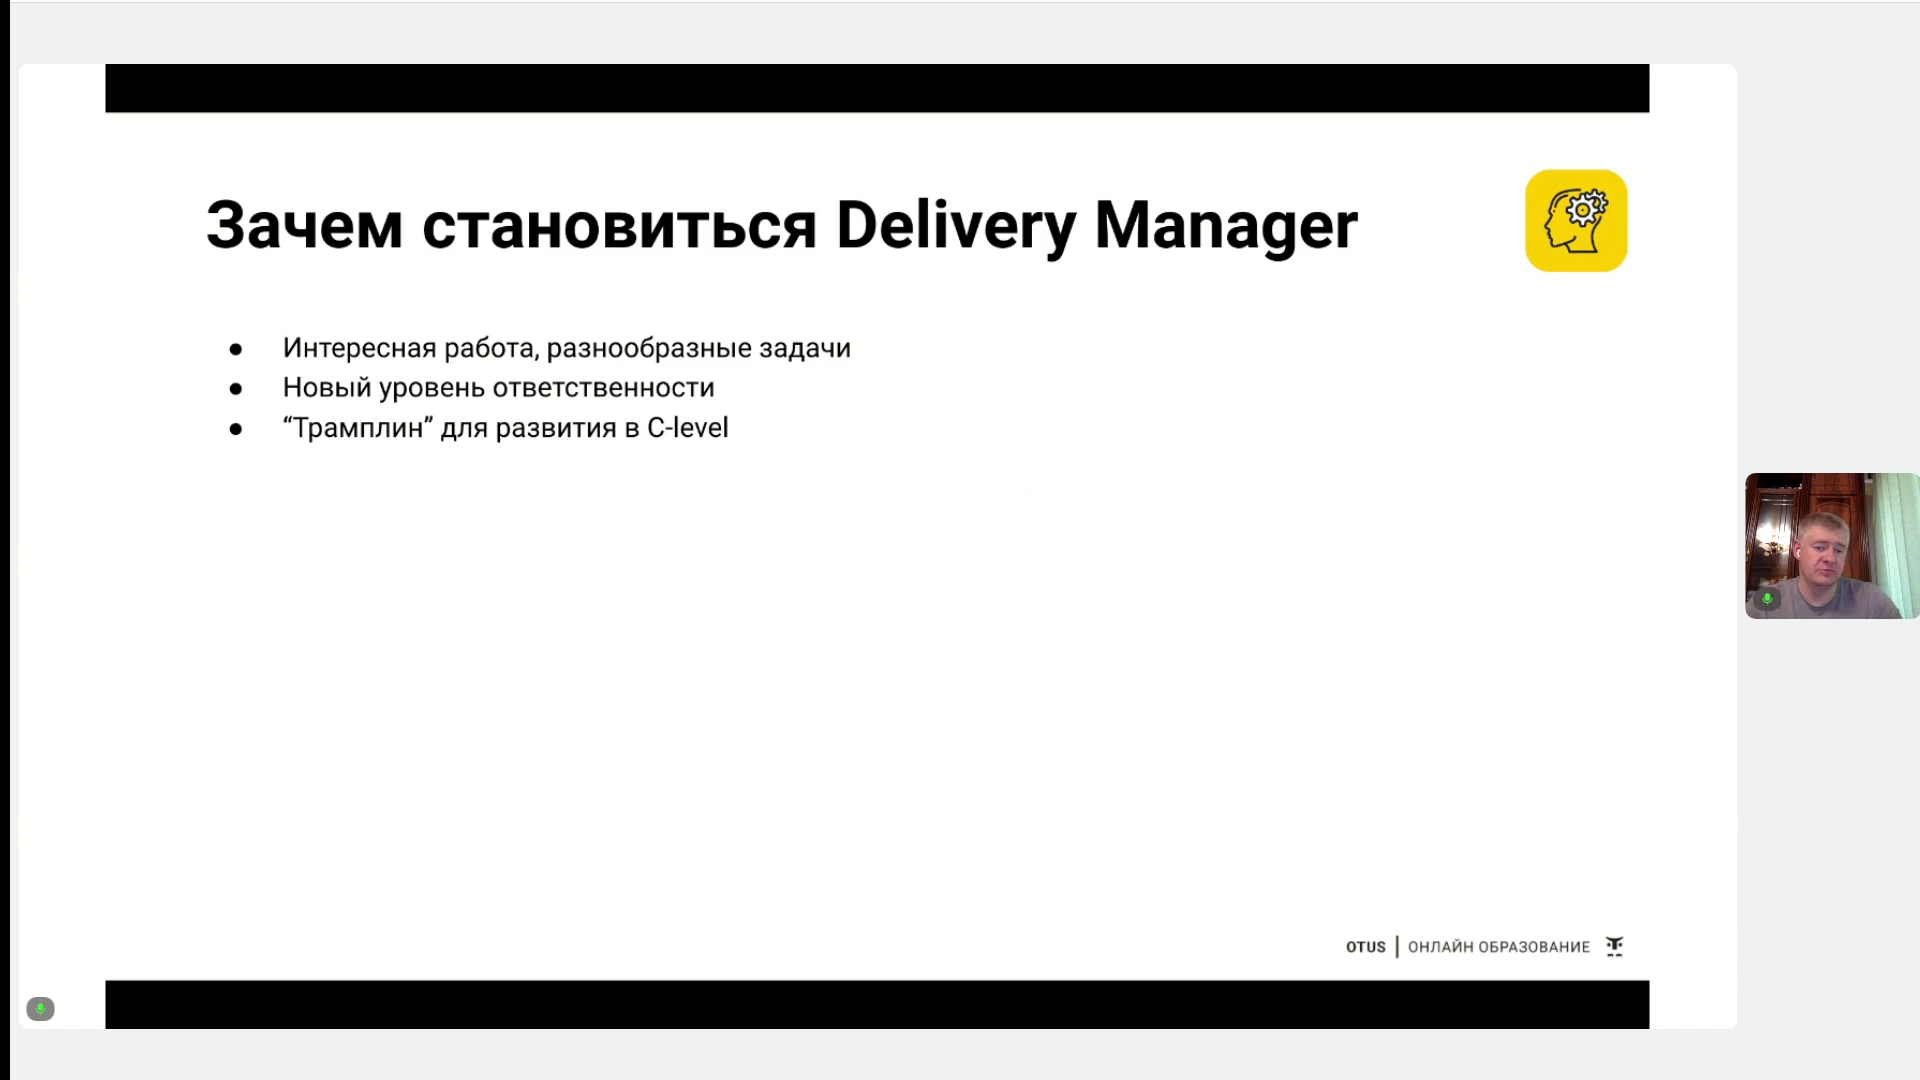 Зачем становиться Delivery Manager
● Интересная работа, разнообразные задачи
● Новый уровень ответственности
● “Трамплин” для развития в C-level
OTUS | ОНЛАЙН ОБРАЗОВАНИЕ